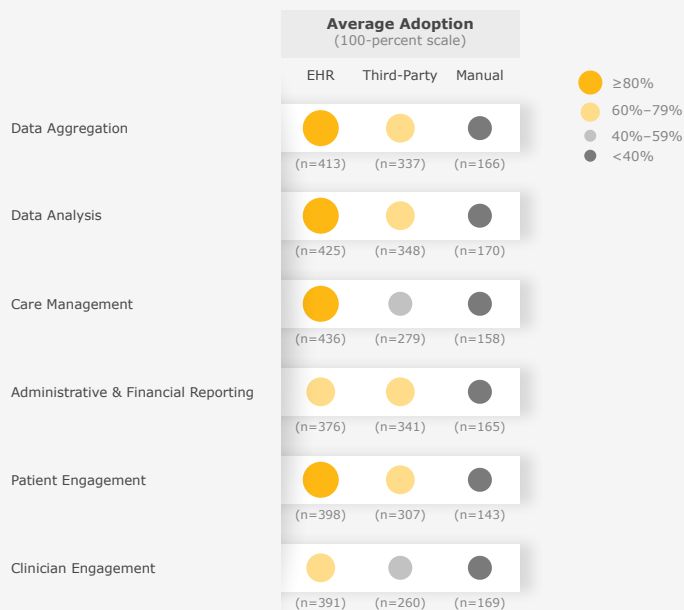 Average Adoption
(100-percent scale)
EHR Third-Party Manual
≥80%
60%–79%
40%–59%
<40%
Data Aggregation
(n=413) (n=337) (n=166)
Data Analysis
(n=425) (n=348) (n=170)
Care Management
(n=436) (n=279) (n=158)
Administrative & Financial Reporting
(n=376) (n=341) (n=165)
Patient Engagement
(n=398) (n=307) (n=143)
Clinician Engagement
(n=391) (n=260) (n=169)